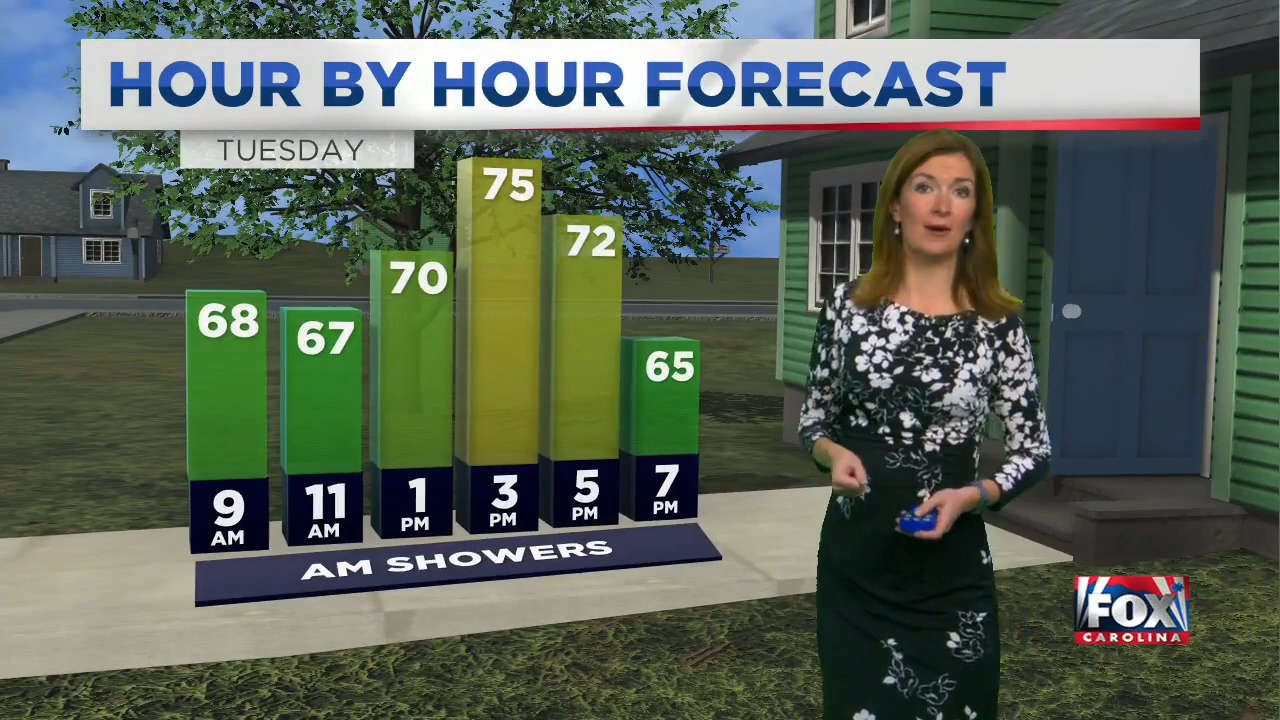 HOUR BY HOUR FORECAST
TUESDAY
68
67
70
75
72
65
9 AM
11 AM
1 PM
3 PM
5 PM
7 PM
AM SHOWERS
FOX
CAROLINA